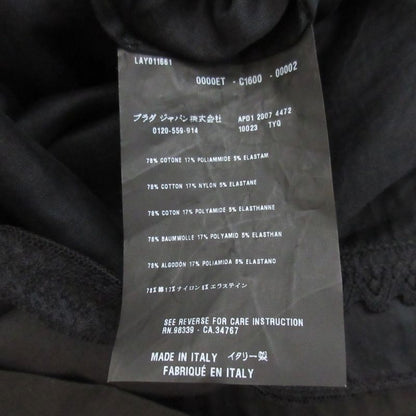 LAY011661
0000ET - C1600 - 00002
プラダ ジャパン株式会社 APD1 2007 4472
0120-559-914 10023 TYQ
78% COTONE 17% POLIAMMIDE 5% ELASTAM
78% COTTON 17% NYLON 5% ELASTANE
78% COTON 17% POLYAMIDE 5% ELASTHANNE
78% BAUMWOLLE 17% POLYAMID 5% ELASTHAN
78% ALGODÓN 17% POLIAMIDA 5% ELASTANO
78% 綿 17% ナイロン 5% エラステイン
SEE REVERSE FOR CARE INSTRUCTION
RN. 98339 - CA. 34767
MADE IN ITALY イタリー製
FABRIQUÉ EN ITALY